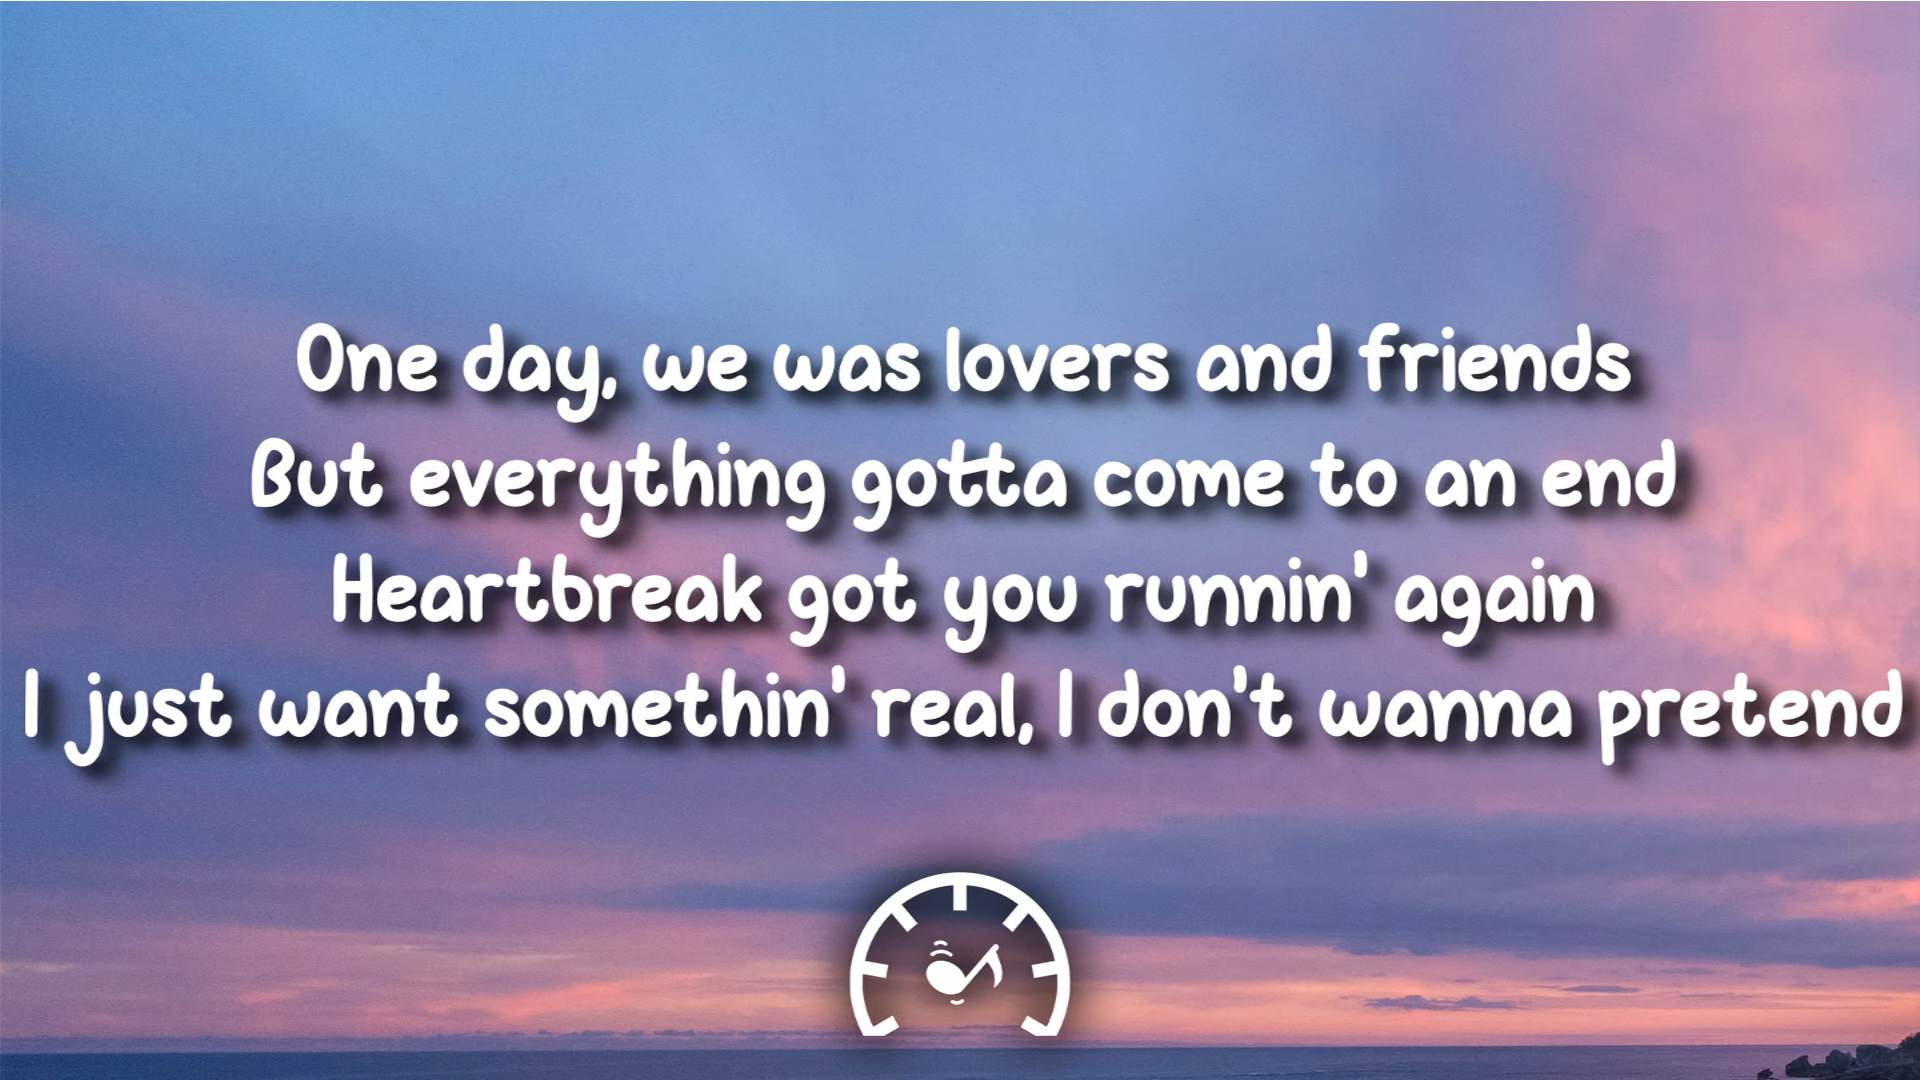 One day, we was lovers and friends
But everything gotta come to an end
Heartbreak got you runnin' again
I just want somethin' real, I don't wanna pretend